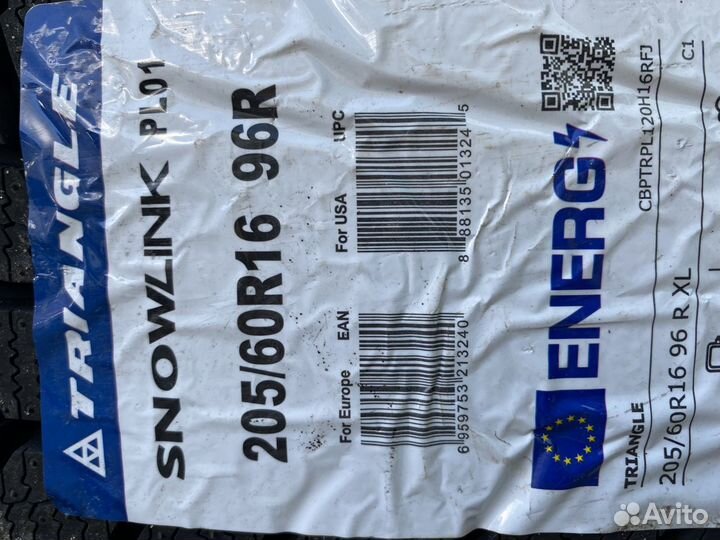 TRIANGLE
SNOWLINK PL01
205/60R16 96R
For Europe EAN
6 959753 213240
For USA UPC
8 88135 01324 5
ENERG
TRIANGLE
CBPTRPL120H16RFJ
205/60R16 96 R XL
C1
Avito